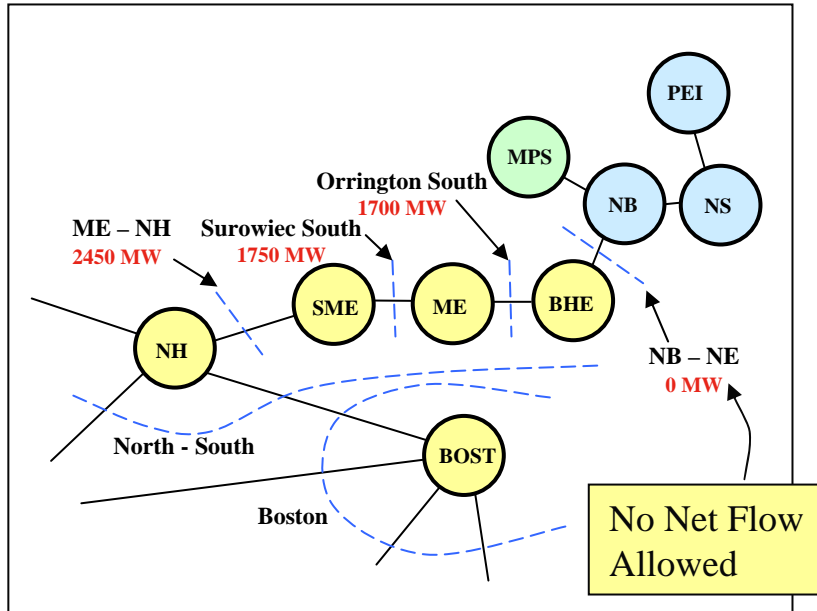 PEI
MPS
Orrington South
1700 MW
NB
NS
ME – NH
2450 MW
Surowiec South
1750 MW
SME
ME
BHE
NH
NB – NE
0 MW
North - South
BOST
Boston
No Net Flow
Allowed